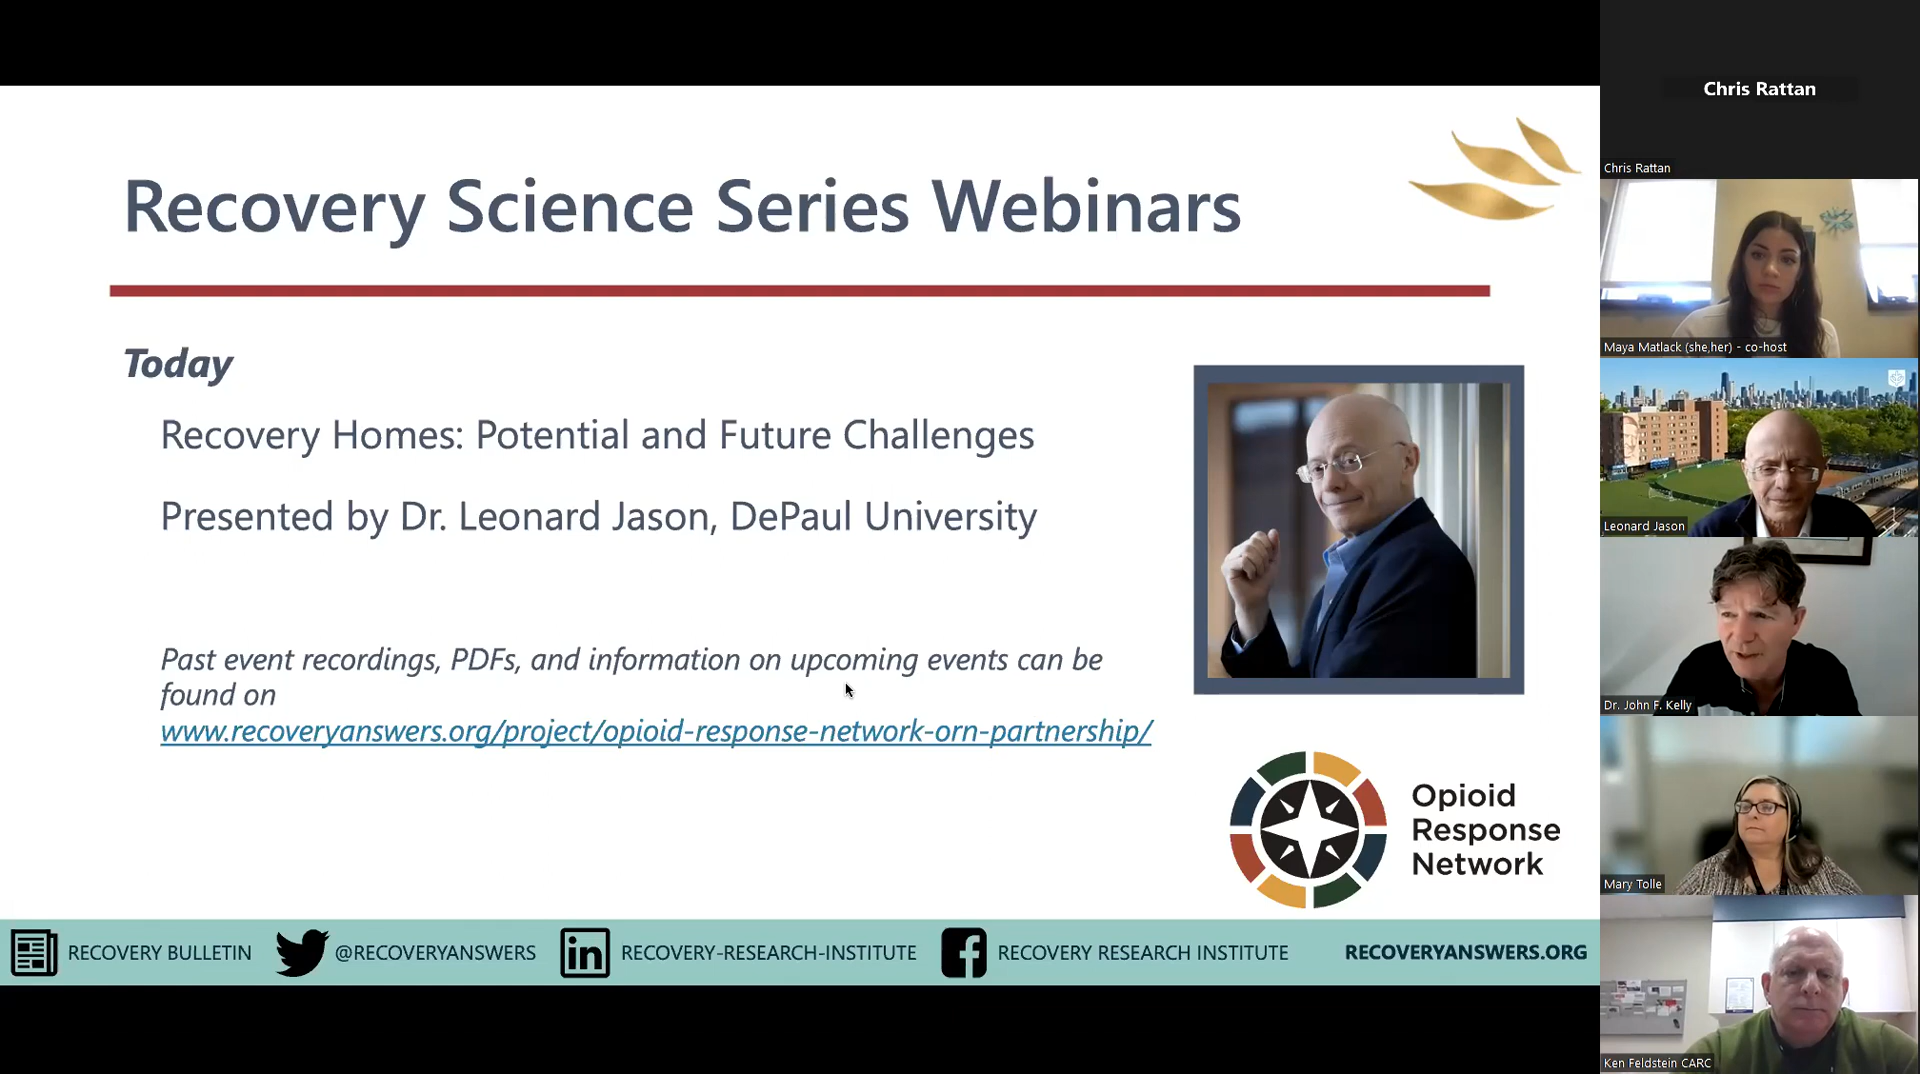 Recovery Science Series Webinars
Today
Recovery Homes: Potential and Future Challenges
Presented by Dr. Leonard Jason, DePaul University
Past event recordings, PDFs, and information on upcoming events can be
found on
www.recoveryanswers.org/project/opioid-response-network-orn-partnership/
Opioid
Response
Network
RECOVERY BULLETIN
@RECOVERYANSWERS
in
RECOVERY-RESEARCH-INSTITUTE
RECOVERY RESEARCH INSTITUTE
RECOVERYANSWERS.ORG
Chris Rattan
Chris Rattan
Maya Matlack (she,her) - co-host
Leonard Jason
Dr. John F. Kelly
Mary Tolle
Ken Feldstein CARC